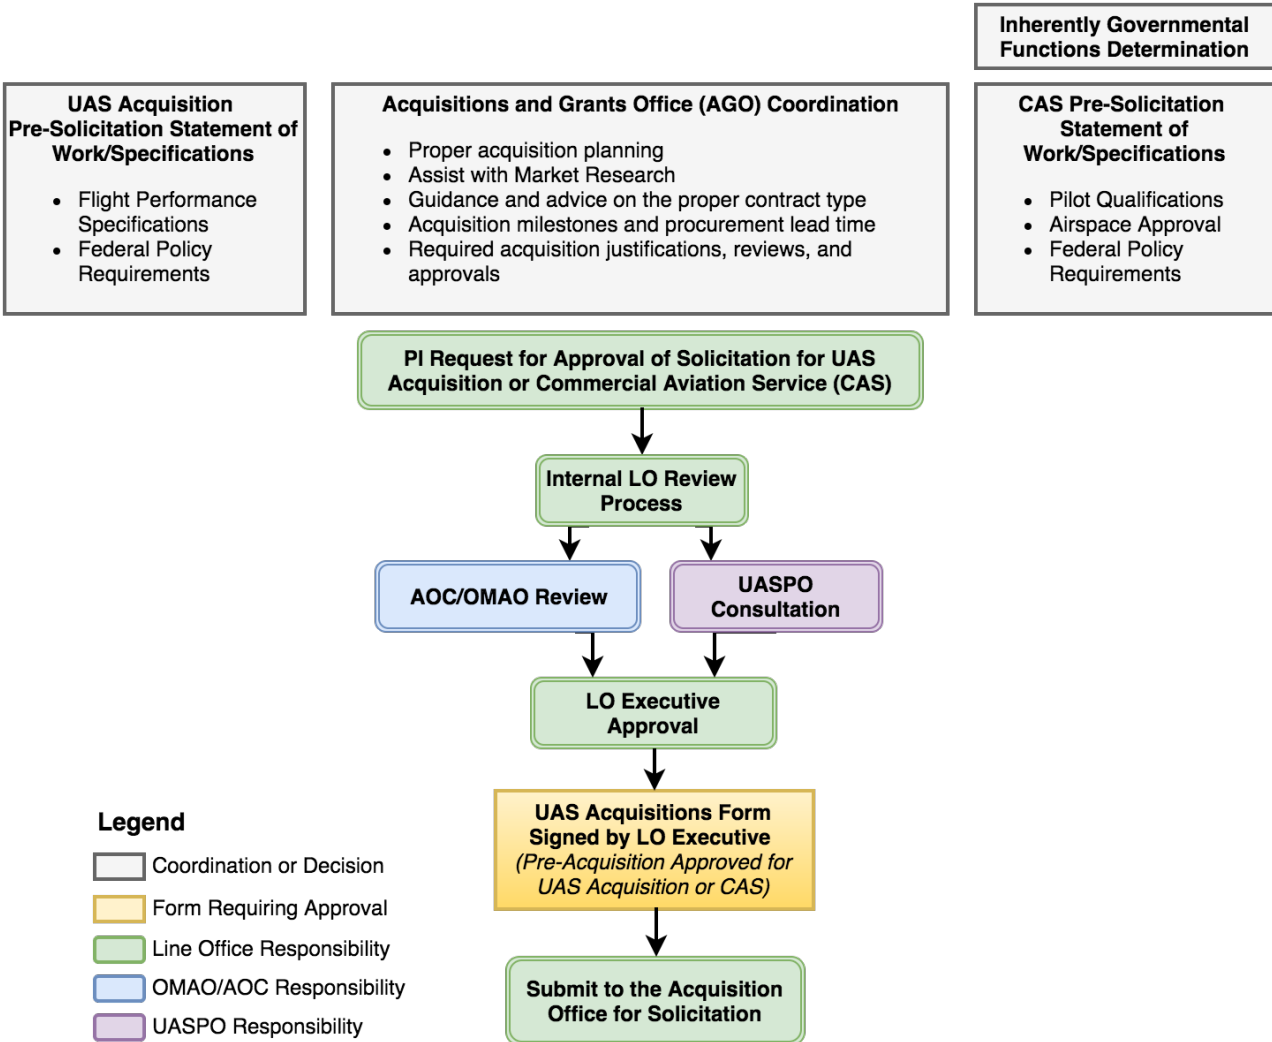 Inherently Governmental
Functions Determination
UAS Acquisition
Pre-Solicitation Statement of
Work/Specifications
• Flight Performance
Specifications
• Federal Policy
Requirements
Acquisitions and Grants Office (AGO) Coordination
• Proper acquisition planning
• Assist with Market Research
• Guidance and advice on the proper contract type
• Acquisition milestones and procurement lead time
• Required acquisition justifications, reviews, and
approvals
CAS Pre-Solicitation
Statement of
Work/Specifications
• Pilot Qualifications
• Airspace Approval
• Federal Policy
Requirements
PI Request for Approval of Solicitation for UAS
Acquisition or Commercial Aviation Service (CAS)
Internal LO Review
Process
AOC/OMAO Review
UASPO
Consultation
LO Executive
Approval
UAS Acquisitions Form
Signed by LO Executive
(Pre-Acquisition Approved for
UAS Acquisition or CAS)
Submit to the Acquisition
Office for Solicitation
Legend
Coordination or Decision
Form Requiring Approval
Line Office Responsibility
OMAO/AOC Responsibility
UASPO Responsibility